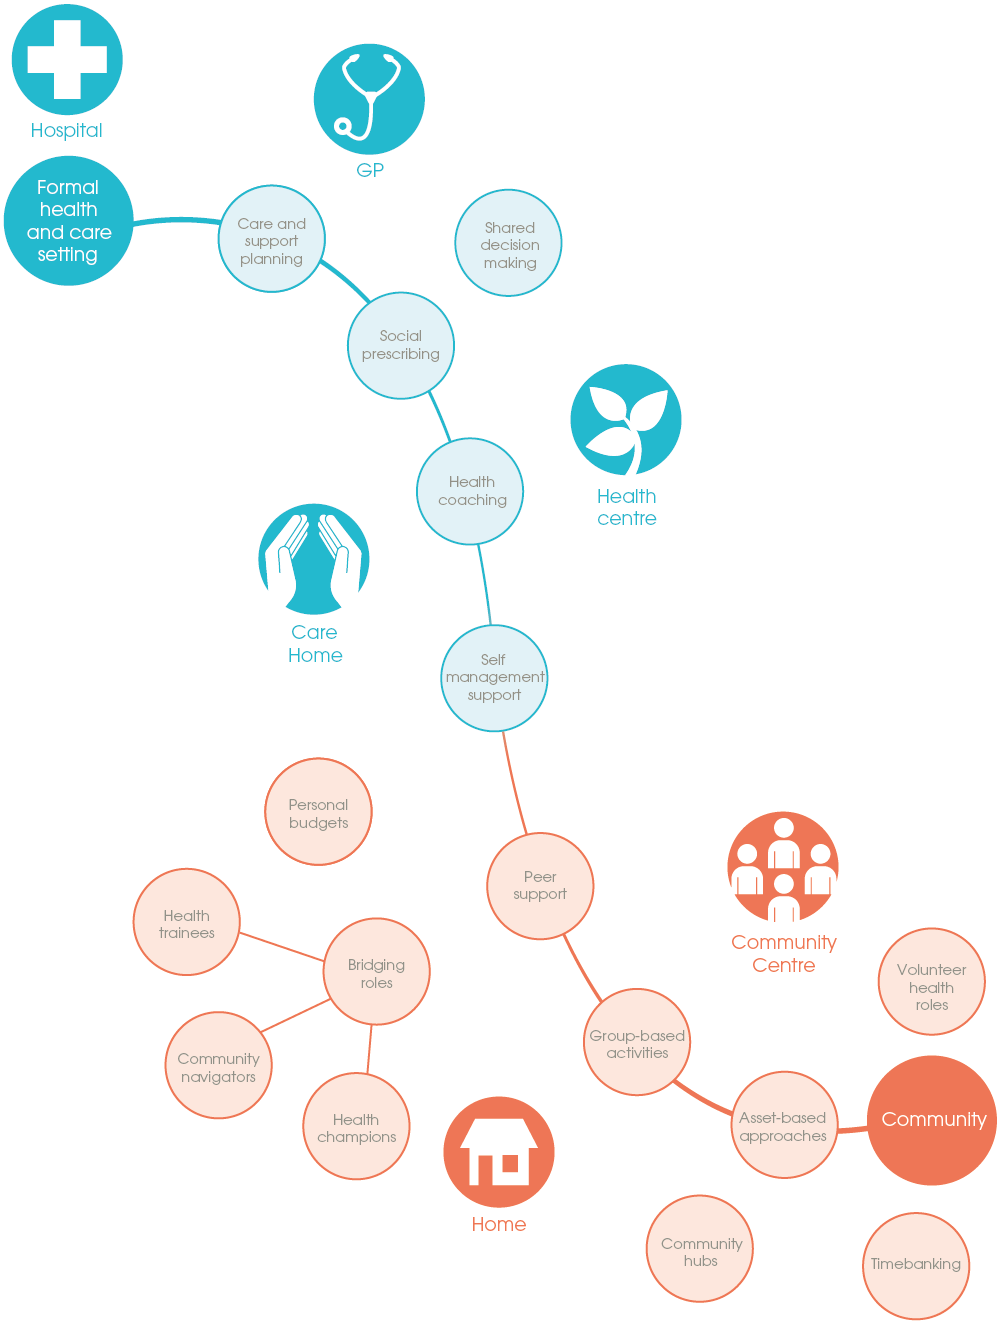 Hospital
GP
Formal
health
and care
setting
Care and
support
planning
Shared
decision
making
Social
prescribing
Health
coaching
Health
centre
Care
Home
Self
management
support
Personal
budgets
Peer
support
Health
trainees
Bridging
roles
Community
Centre
Volunteer
health
roles
Community
navigators
Group-based
activities
Health
champions
Asset-based
approaches
Community
Home
Community
hubs
Timebanking